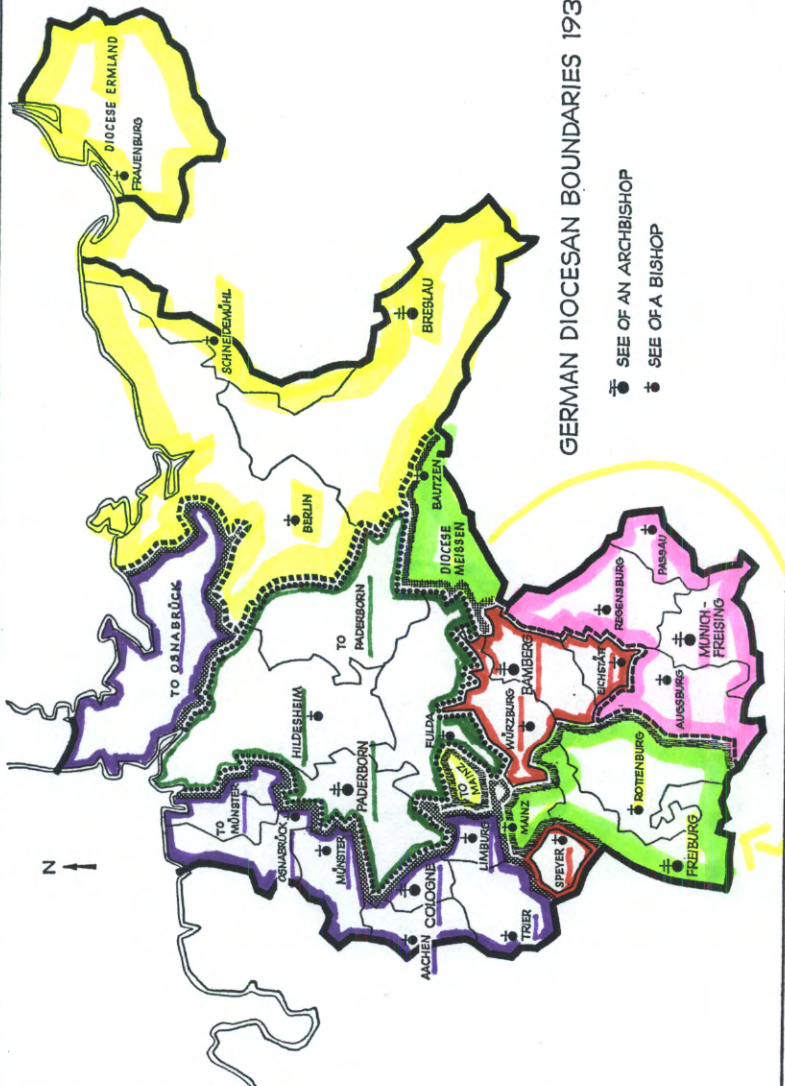 GERMAN DIOCESAN BOUNDARIES 193
SEE OF AN ARCHBISHOP
SEE OF A BISHOP
N
DIOCESE ERMLAND
FRAUENBURG
SCHNEIDEMÜHL
BRESLAU
BERLIN
TO OSNABRÜCK
TO
PADERBORN
HILDESHEIM
PADERBORN
FULDA
TO
MAINZ
TO
MÜNSTER
OSNABRÜCK
MÜNSTER
COLOGNE
AACHEN
LIMBURG
TRIER
MAINZ
SPEYER
BAUTZEN
DIOCESE
MEISSEN
WÜRZBURG
BAMBERG
EICHSTÄTT
REGENSBURG
PASSAU
MUNICH-
FREISING
AUGSBURG
ROTTENBURG
FREIBURG